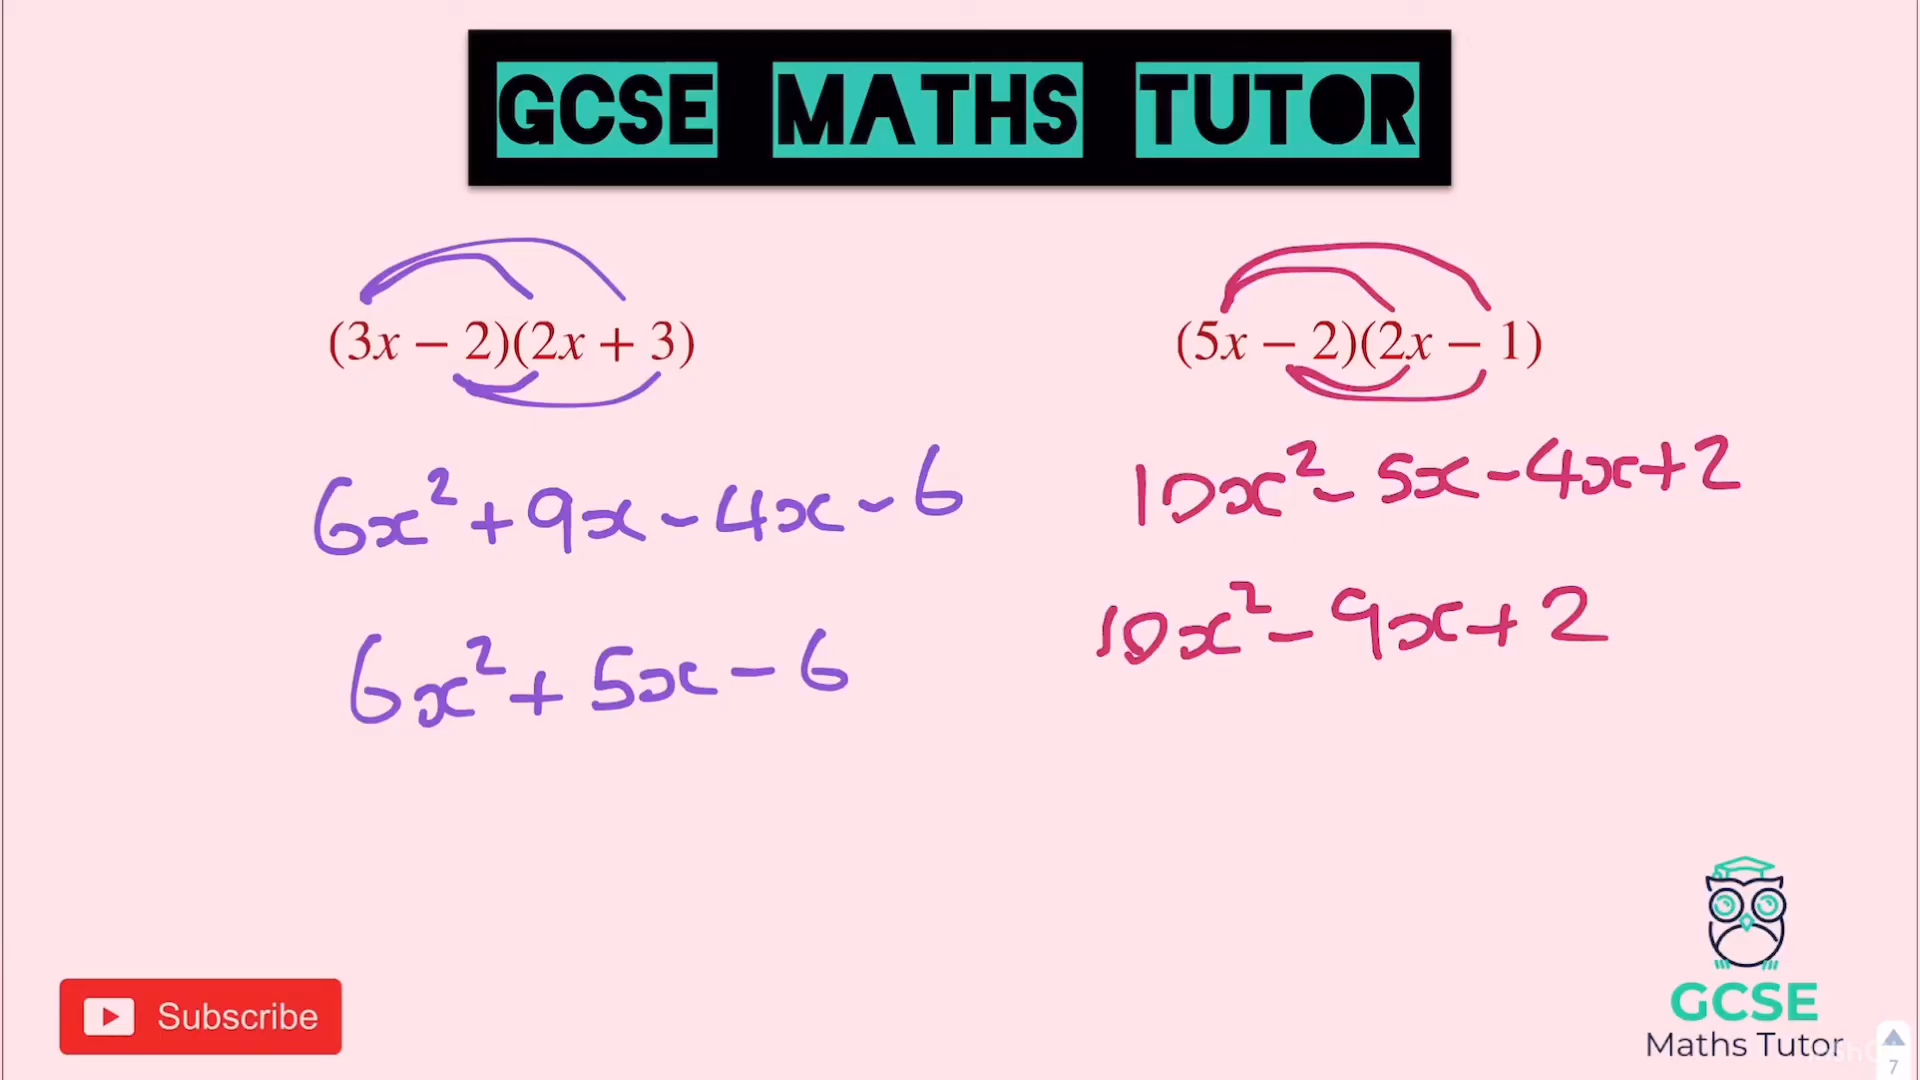 GCSE MATHS TUTOR
(3x − 2)(2x + 3)
6x² + 9x − 4x − 6
6x² + 5x − 6
(5x − 2)(2x − 1)
10x² − 5x − 4x + 2
10x² − 9x + 2
Subscribe
GCSE
Maths Tutor
7